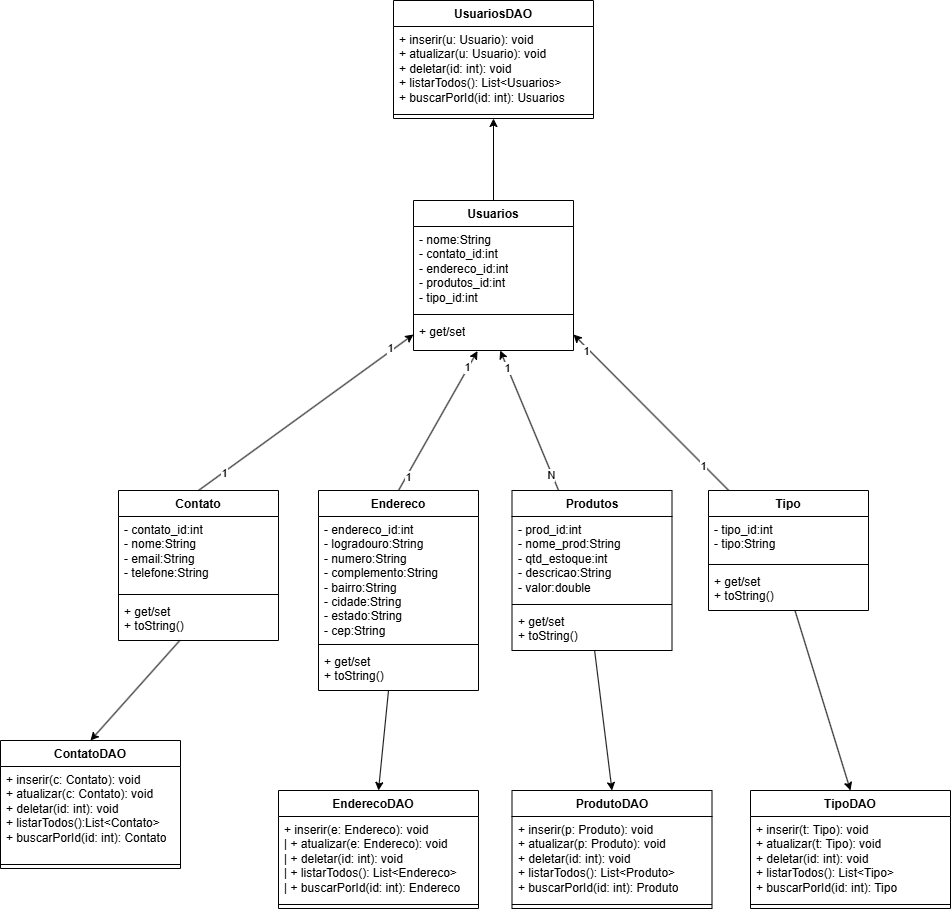 UsuariosDAO
+ inserir(u: Usuario): void
+ atualizar(u: Usuario): void
+ deletar(id: int): void
+ listarTodos(): List<Usuarios>
+ buscarPorId(id: int): Usuarios
Usuarios
- nome:String
- contato_id:int
- endereco_id:int
- produtos_id:int
- tipo_id:int
+ get/set
1
1
1
1
1
1
N
1
Contato
- contato_id:int
- nome:String
- email:String
- telefone:String
+ get/set
+ toString()
Endereco
- endereco_id:int
- logradouro:String
- numero:String
- complemento:String
- bairro:String
- cidade:String
- estado:String
- cep:String
+ get/set
+ toString()
Produtos
- prod_id:int
- nome_prod:String
- qtd_estoque:int
- descricao:String
- valor:double
+ get/set
+ toString()
Tipo
- tipo_id:int
- tipo:String
+ get/set
+ toString()
ContatoDAO
+ inserir(c: Contato): void
+ atualizar(c: Contato): void
+ deletar(id: int): void
+ listarTodos():List<Contato>
+ buscarPorId(id: int): Contato
EnderecoDAO
+ inserir(e: Endereco): void
| + atualizar(e: Endereco): void
| + deletar(id: int): void
| + listarTodos(): List<Endereco>
| + buscarPorId(id: int): Endereco
ProdutoDAO
+ inserir(p: Produto): void
+ atualizar(p: Produto): void
+ deletar(id: int): void
+ listarTodos(): List<Produto>
+ buscarPorId(id: int): Produto
TipoDAO
+ inserir(t: Tipo): void
+ atualizar(t: Tipo): void
+ deletar(id: int): void
+ listarTodos(): List<Tipo>
+ buscarPorId(id: int): Tipo